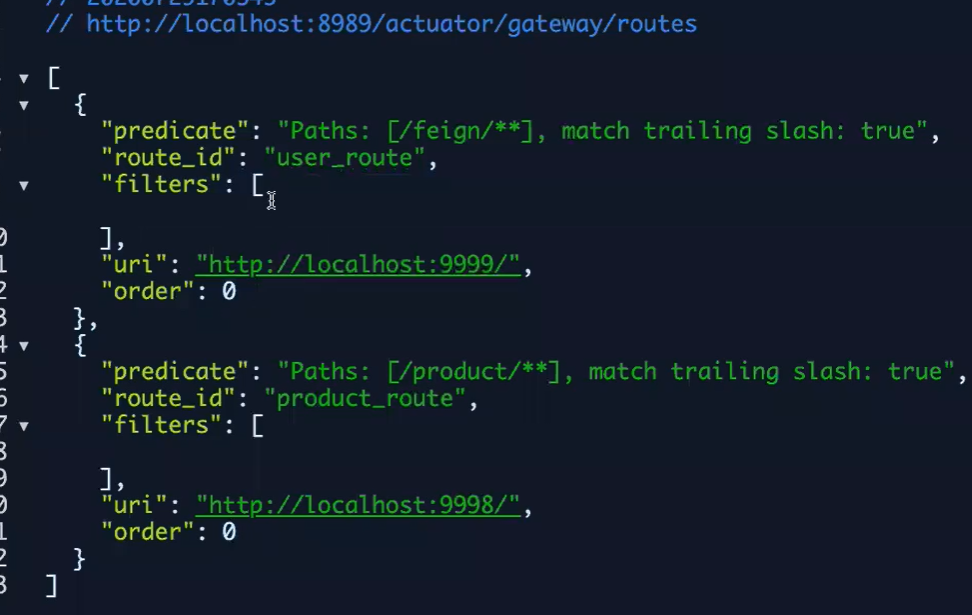 // http://localhost:8989/actuator/gateway/routes
[
{
"predicate": "Paths: [/feign/**], match trailing slash: true",
"route_id": "user_route",
"filters": [
],
"uri": "http://localhost:9999/",
"order": 0
},
{
"predicate": "Paths: [/product/**], match trailing slash: true",
"route_id": "product_route",
"filters": [
],
"uri": "http://localhost:9998/",
"order": 0
}
]